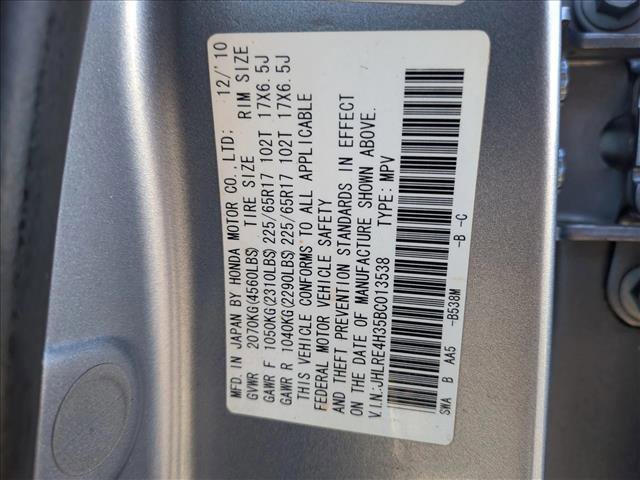 MFD.IN JAPAN BY HONDA MOTOR CO.,LTD; 12/'10
GVWR 2070KG(4560LBS) TIRE SIZE RIM SIZE
GAWR F 1050KG(2310LBS) 225/65R17 102T 17X6.5J
GAWR R 1040KG(2290LBS) 225/65R17 102T 17X6.5J
THIS VEHICLE CONFORMS TO ALL APPLICABLE
FEDERAL MOTOR VEHICLE SAFETY
AND THEFT PREVENTION STANDARDS IN EFFECT
ON THE DATE OF MANUFACTURE SHOWN ABOVE.
V.I.N:JHLRE4H35BC013538 TYPE:MPV
SWA B AA5 -B538M -B -C